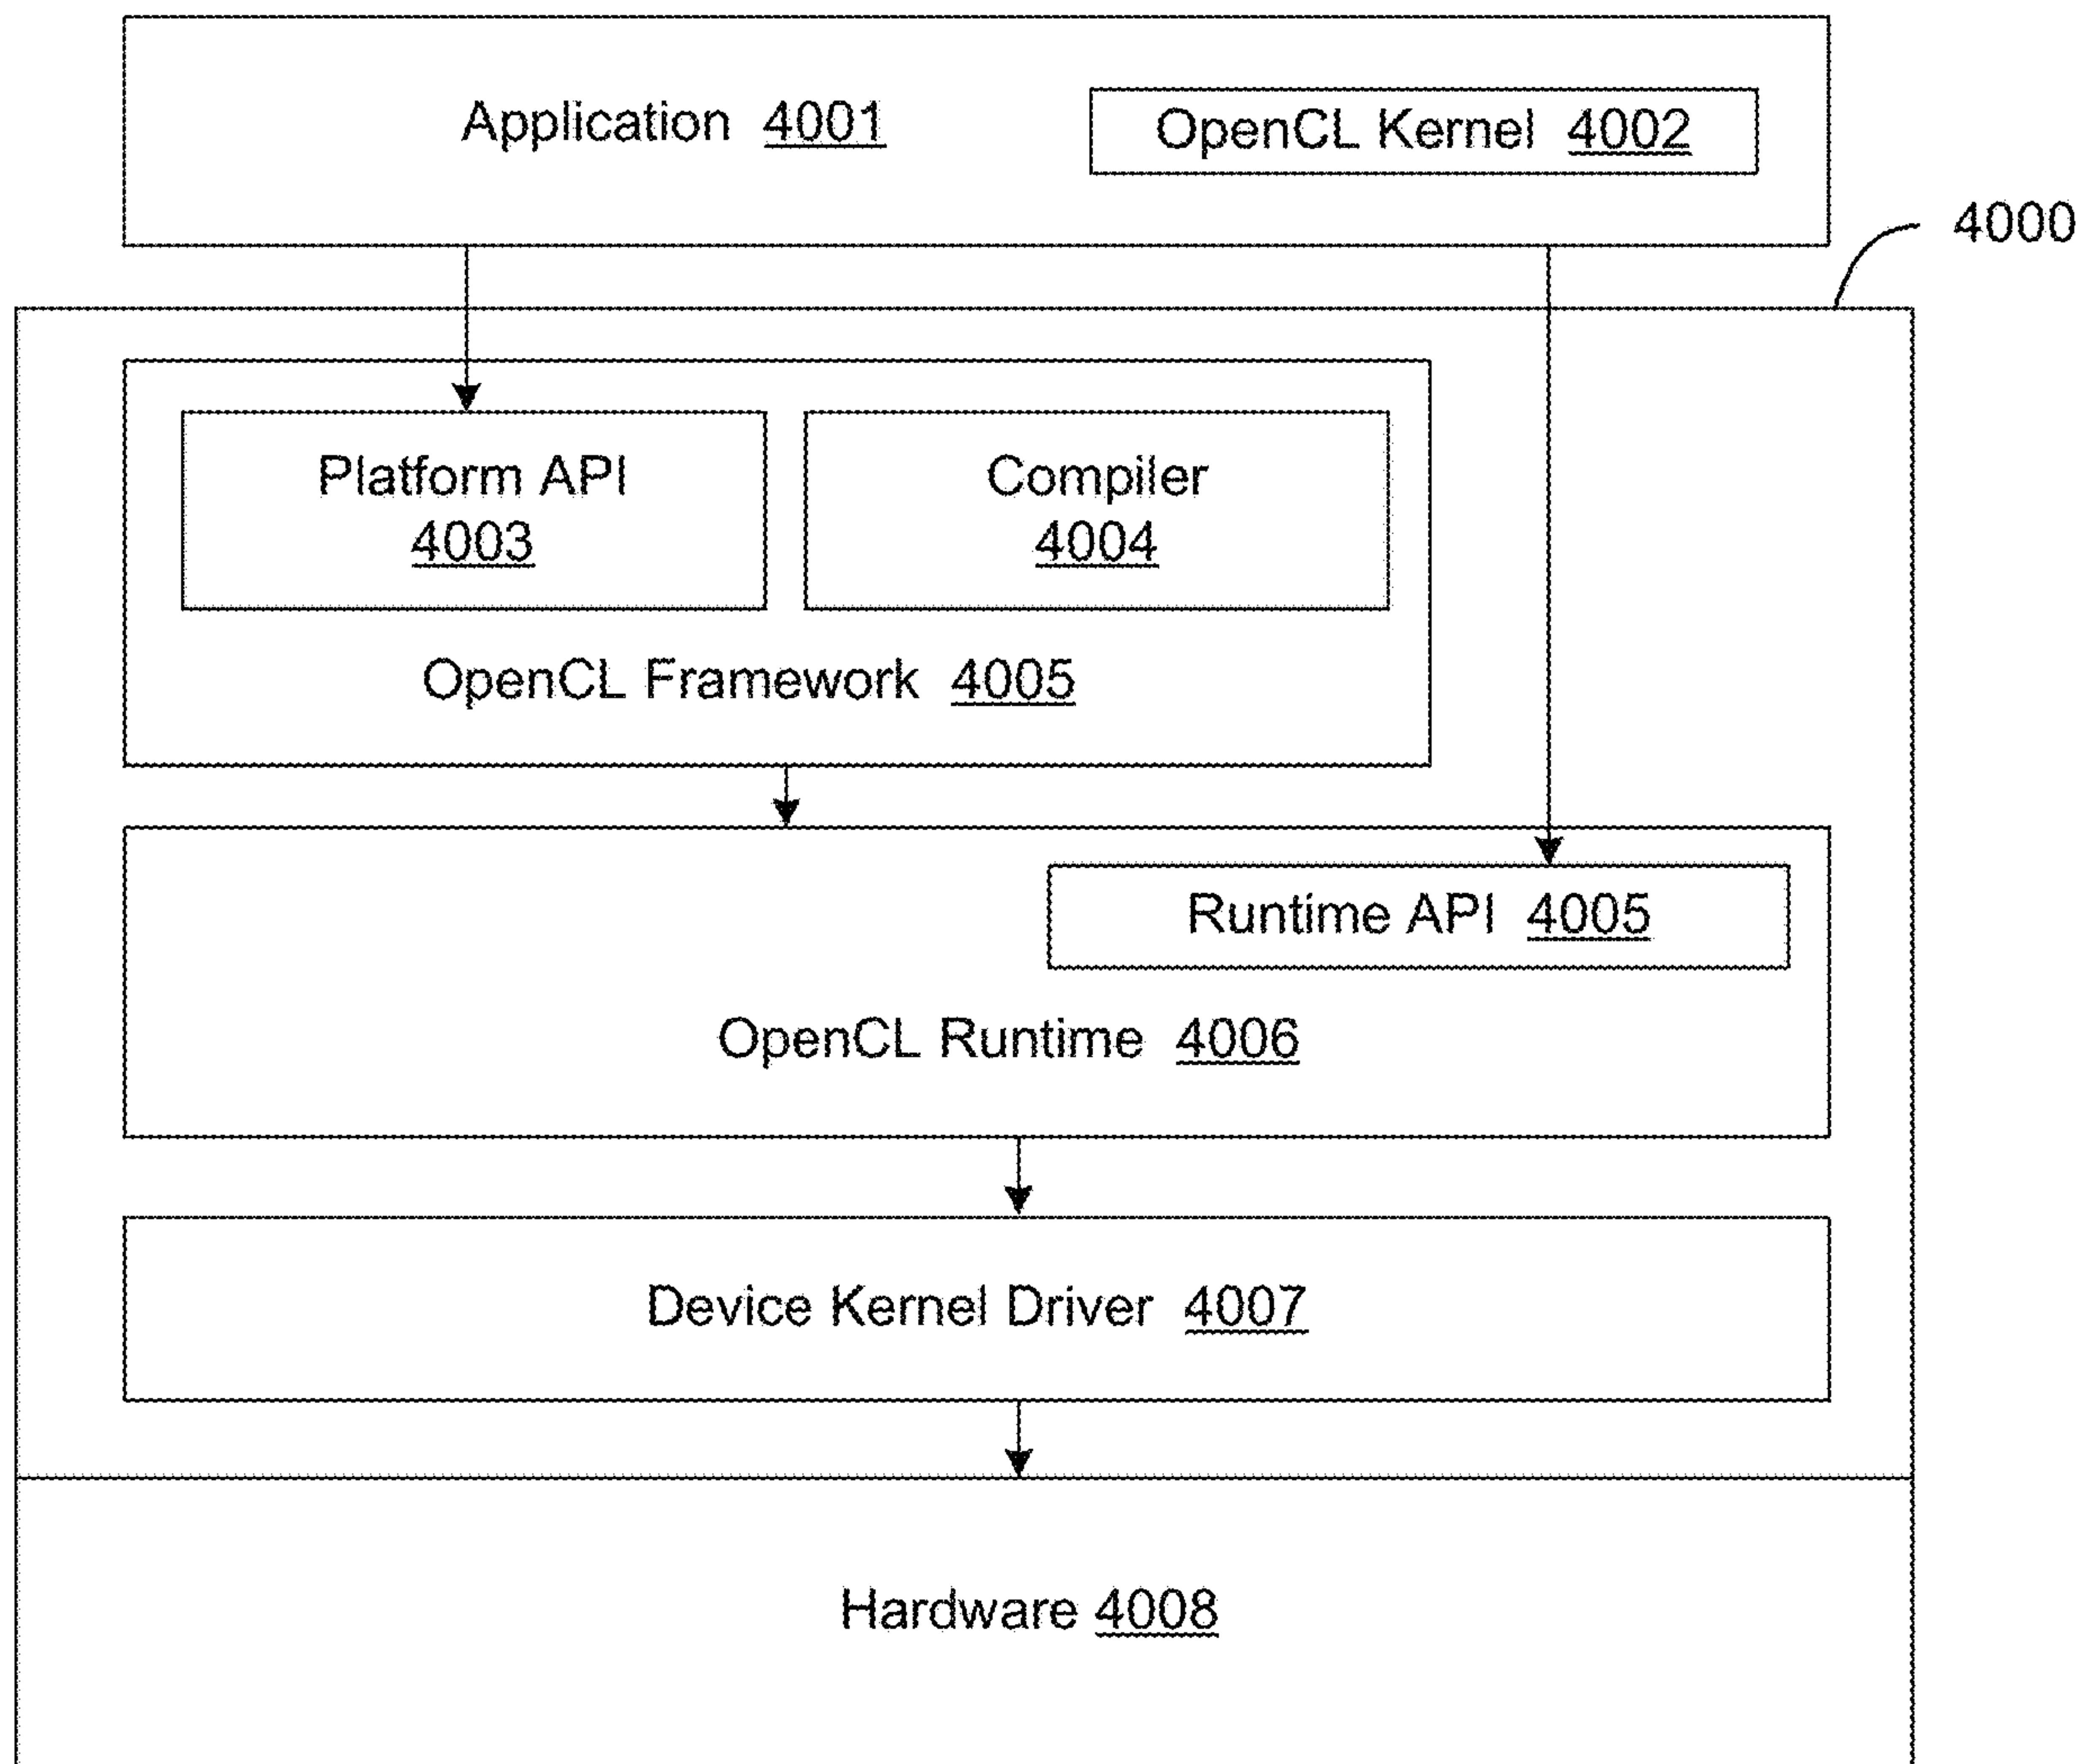 Application 4001
OpenCL Kernel 4002
4000
Platform API
4003
Compiler
4004
OpenCL Framework 4005
Runtime API 4005
OpenCL Runtime 4006
Device Kernel Driver 4007
Hardware 4008